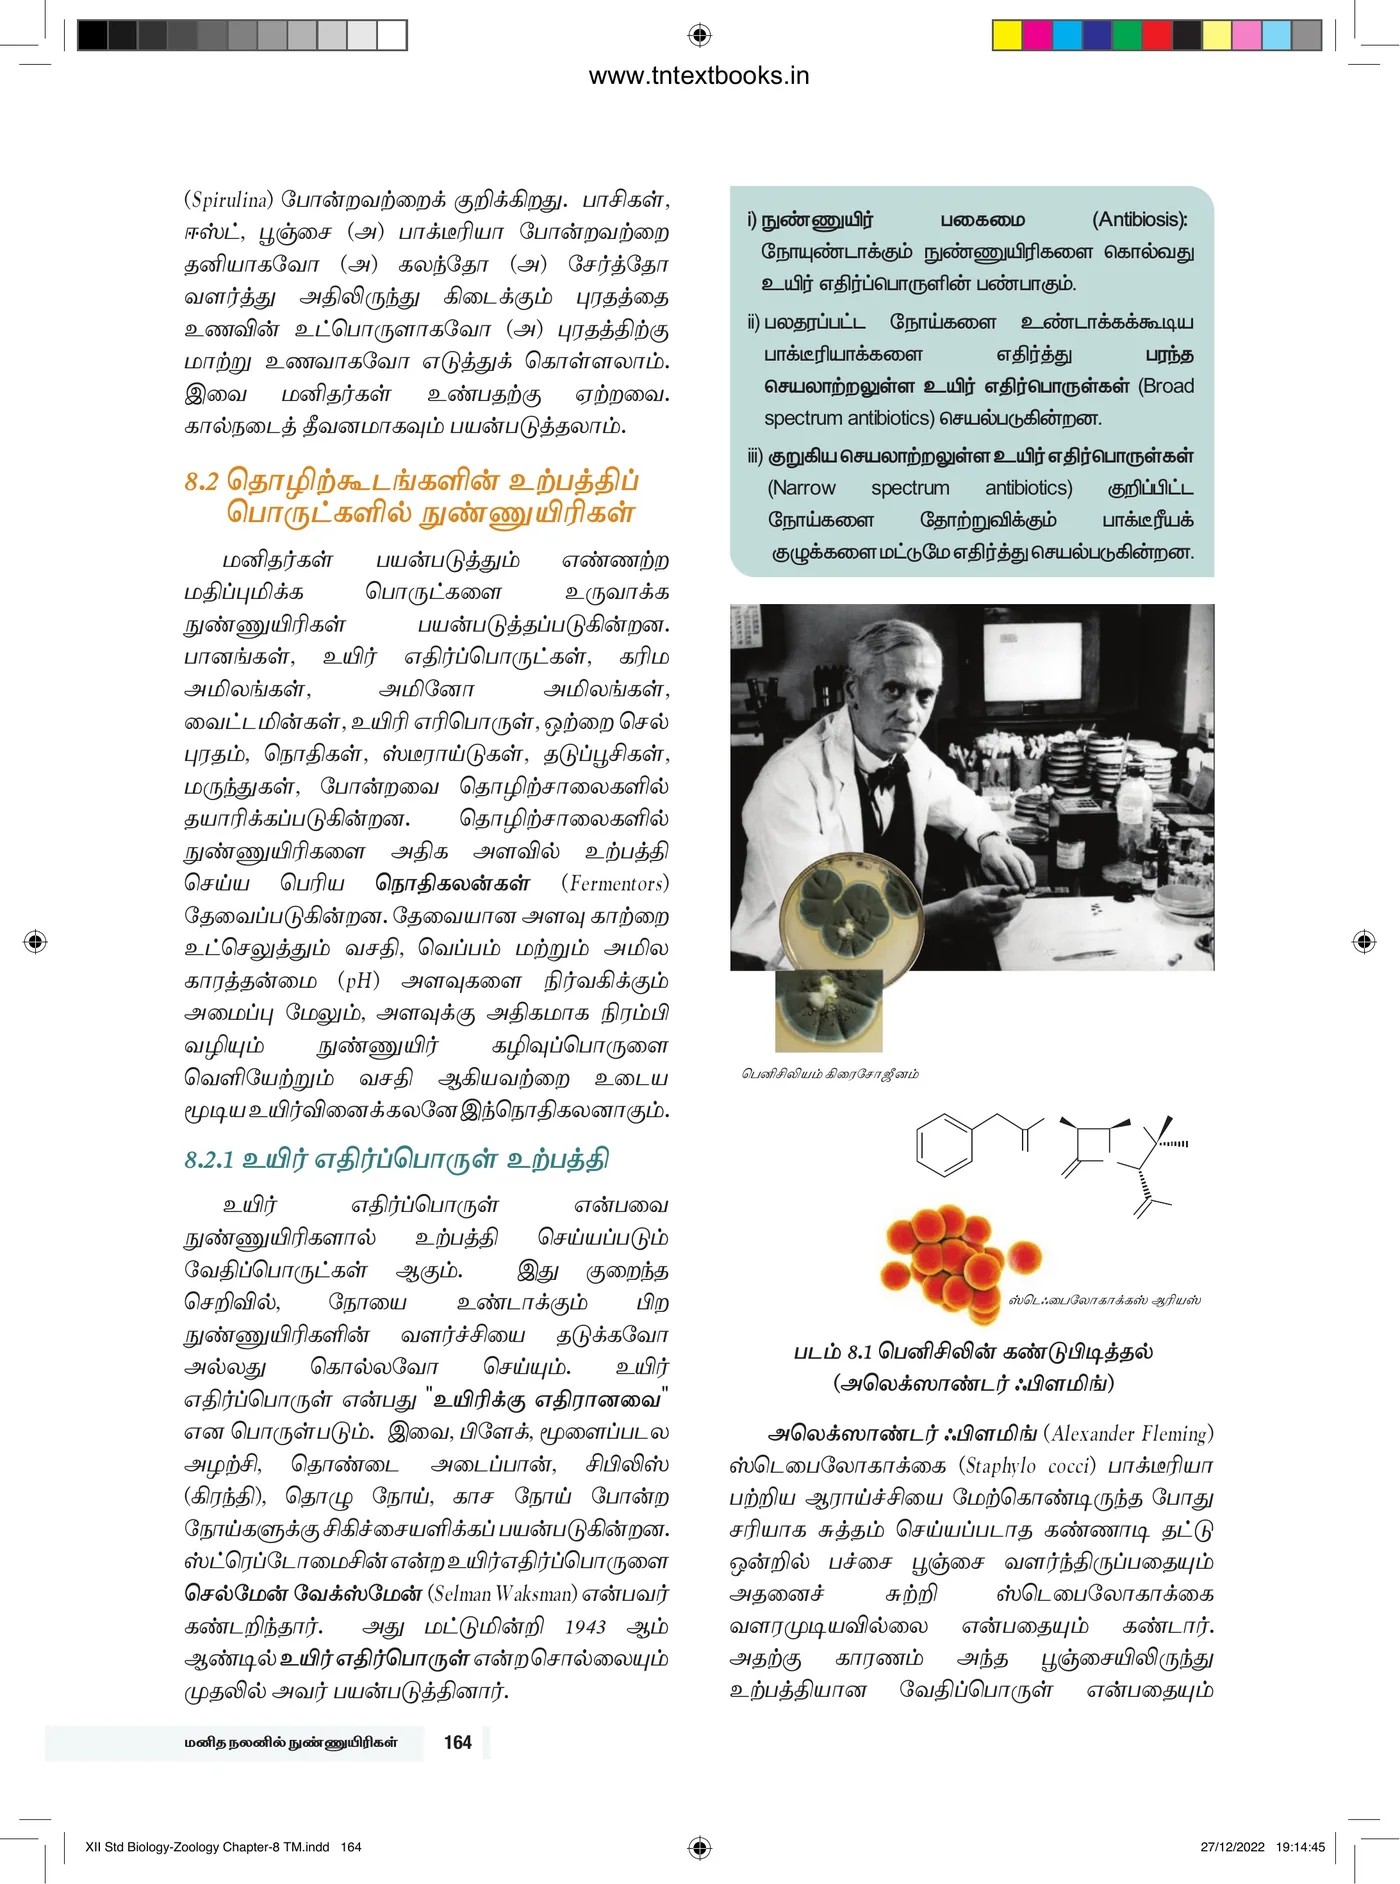 www.tntextbooks.in
(Spirulina) போன்றவற்றைக் குறிக்கிறது. பாசிகள்,
ஈஸ்ட், பூஞ்சை (அ) பாக்டீரியா போன்றவற்றை
தனியாகவோ (அ) கலந்தோ (அ) சேர்த்தோ
வளர்த்து அதிலிருந்து கிடைக்கும் புரதத்தை
உணவின் உட்பொருளாகவோ (அ) புரதத்திற்கு
மாற்று உணவாகவோ எடுத்துக் கொள்ளலாம்.
இவை மனிதர்கள் உண்பதற்கு ஏற்றவை.
கால்நடைத் தீவனமாகவும் பயன்படுத்தலாம்.
8.2 தொழிற்கூடங்களின் உற்பத்திப்
பொருட்களில் நுண்ணுயிரிகள்
மனிதர்கள் பயன்படுத்தும் எண்ணற்ற
மதிப்புமிக்க பொருட்களை உருவாக்க
நுண்ணுயிரிகள் பயன்படுத்தப்படுகின்றன.
பானங்கள், உயிர் எதிர்ப்பொருட்கள், கரிம
அமிலங்கள், அமினோ அமிலங்கள்,
வைட்டமின்கள், உயிரி எரிபொருள், ஒற்றை செல்
புரதம், நொதிகள், ஸ்டீராய்டுகள், தடுப்பூசிகள்,
மருந்துகள், போன்றவை தொழிற்சாலைகளில்
தயாரிக்கப்படுகின்றன. தொழிற்சாலைகளில்
நுண்ணுயிரிகளை அதிக அளவில் உற்பத்தி
செய்ய பெரிய நொதிகலன்கள் (Fermentors)
தேவைப்படுகின்றன. தேவையான அளவு காற்றை
உட்செலுத்தும் வசதி, வெப்பம் மற்றும் அமில
காரத்தன்மை (pH) அளவுகளை நிர்வகிக்கும்
அமைப்பு மேலும், அளவுக்கு அதிகமாக நிரம்பி
வழியும் நுண்ணுயிர் கழிவுப்பொருளை
வெளியேற்றும் வசதி ஆகியவற்றை உடைய
மூடிய உயிர்வினைக்கலனே இந்நொதிகலனாகும்.
8.2.1 உயிர் எதிர்ப்பொருள் உற்பத்தி
உயிர் எதிர்ப்பொருள் என்பவை
நுண்ணுயிரிகளால் உற்பத்தி செய்யப்படும்
வேதிப்பொருட்கள் ஆகும். இது குறைந்த
செறிவில், நோயை உண்டாக்கும் பிற
நுண்ணுயிரிகளின் வளர்ச்சியை தடுக்கவோ
அல்லது கொல்லவோ செய்யும். உயிர்
எதிர்ப்பொருள் என்பது "உயிரிக்கு எதிரானவை"
என பொருள்படும். இவை, பிளேக், மூளைப்படல
அழற்சி, தொண்டை அடைப்பான், சிபிலிஸ்
(கிரந்தி), தொழு நோய், காச நோய் போன்ற
நோய்களுக்கு சிகிச்சையளிக்கப் பயன்படுகின்றன.
ஸ்ட்ரெப்டோமைசின் என்ற உயிர்எதிர்ப்பொருளை
செல்மேன் வேக்ஸ்மேன் (Selman Waksman) என்பவர்
கண்டறிந்தார். அது மட்டுமின்றி 1943 ஆம்
ஆண்டில் உயிர் எதிர்பொருள் என்ற சொல்லையும்
முதலில் அவர் பயன்படுத்தினார்.
i) நுண்ணுயிர் பகைமை (Antibiosis):
நோயுண்டாக்கும் நுண்ணுயிரிகளை கொல்வது
உயிர் எதிர்ப்பொருளின் பண்பாகும்.
ii) பலதரப்பட்ட நோய்களை உண்டாக்கக்கூடிய
பாக்டீரியாக்களை எதிர்த்து பரந்த
செயலாற்றலுள்ள உயிர் எதிர்பொருள்கள் (Broad
spectrum antibiotics) செயல்படுகின்றன.
iii) குறுகிய செயலாற்றலுள்ள உயிர் எதிர்பொருள்கள்
(Narrow spectrum antibiotics) குறிப்பிட்ட
நோய்களை தோற்றுவிக்கும் பாக்டீரீயக்
குழுக்களை மட்டுமே எதிர்த்து செயல்படுகின்றன.
பெனிசிலியம் கிரைசோஜீனம்
ஸ்டெஃபைலோகாக்கஸ் ஆரியஸ்
படம் 8.1 பெனிசிலின் கண்டுபிடித்தல்
(அலெக்ஸாண்டர் ஃபிளமிங்)
அலெக்ஸாண்டர் ஃபிளமிங் (Alexander Fleming)
ஸ்டெபைலோகாக்கை (Staphylo cocci) பாக்டீரியா
பற்றிய ஆராய்ச்சியை மேற்கொண்டிருந்த போது
சரியாக சுத்தம் செய்யப்படாத கண்ணாடி தட்டு
ஒன்றில் பச்சை பூஞ்சை வளர்ந்திருப்பதையும்
அதனைச் சுற்றி ஸ்டெபைலோகாக்கை
வளரமுடியவில்லை என்பதையும் கண்டார்.
அதற்கு காரணம் அந்த பூஞ்சையிலிருந்து
உற்பத்தியான வேதிப்பொருள் என்பதையும்
மனித நலனில் நுண்ணுயிரிகள் 164
XII Std Biology-Zoology Chapter-8 TM.indd 164
27/12/2022 19:14:45